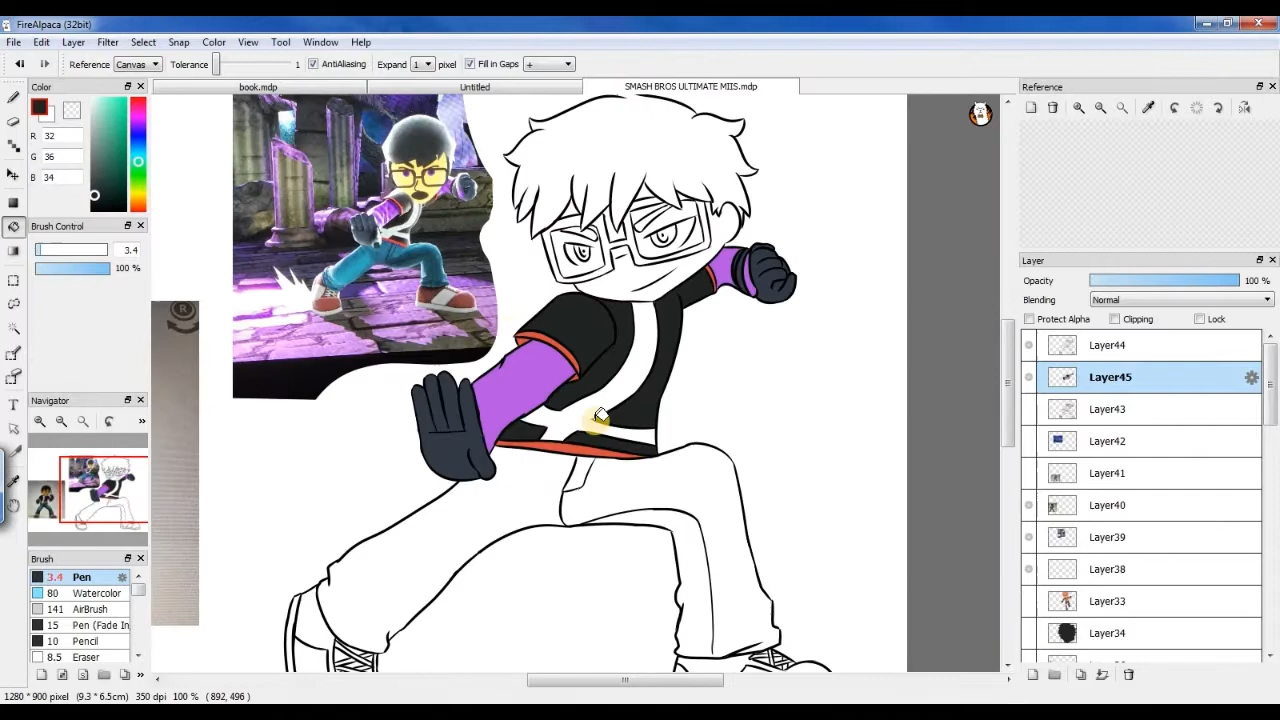 FireAlpaca (32bit)
File Edit Layer Filter Select Snap Color View Tool Window Help
Reference Canvas Tolerance 1 AntiAliasing Expand 1 pixel Fill in Gaps +
Color
book.mdp Untitled SMASH BROS ULTIMATE MIIS.mdp
Reference
R 32
G 36
B 34
Brush Control
3.4
100 %
Layer
Opacity 100 %
Blending Normal
Protect Alpha Clipping Lock
Layer44
Layer45
Layer43
Layer42
Layer41
Layer40
Layer39
Layer38
Layer33
Layer34
R
Navigator
Brush
3.4 Pen
80 Watercolor
141 AirBrush
15 Pen (Fade In
10 Pencil
8.5 Eraser
1280 * 900 pixel (9.3 * 6.5cm) 350 dpi 100 % ( 892, 496 )